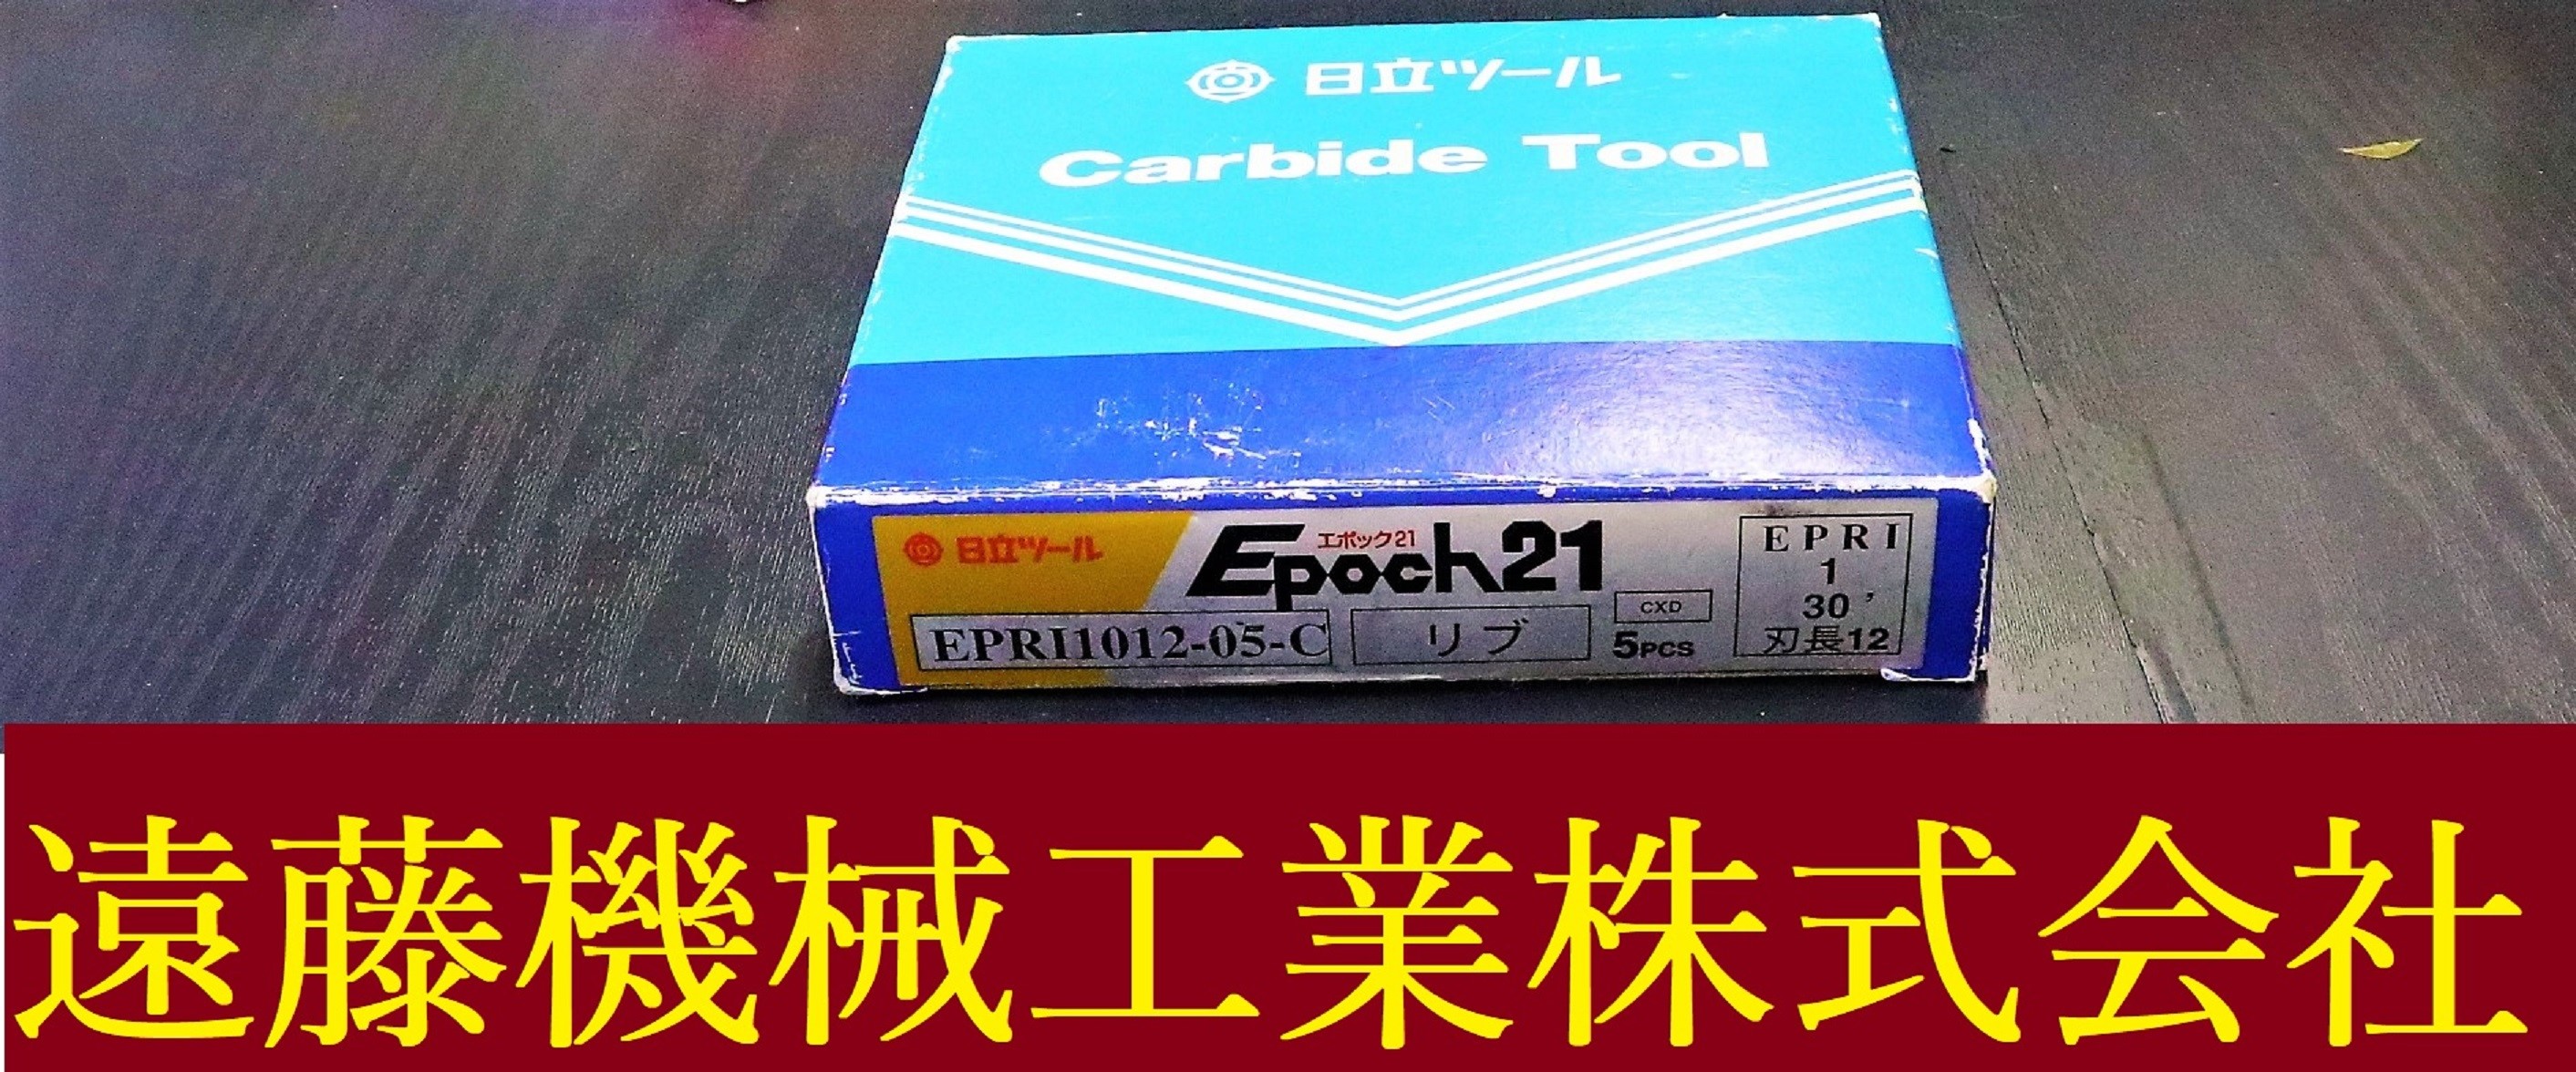 日立ツール
Carbide Tool
日立ツール
エポック21
Epoch21
EPRI1012-05-C
リブ
CXD
5PCS
EPRI
1
30’
刃長12
遠藤機械工業株式会社